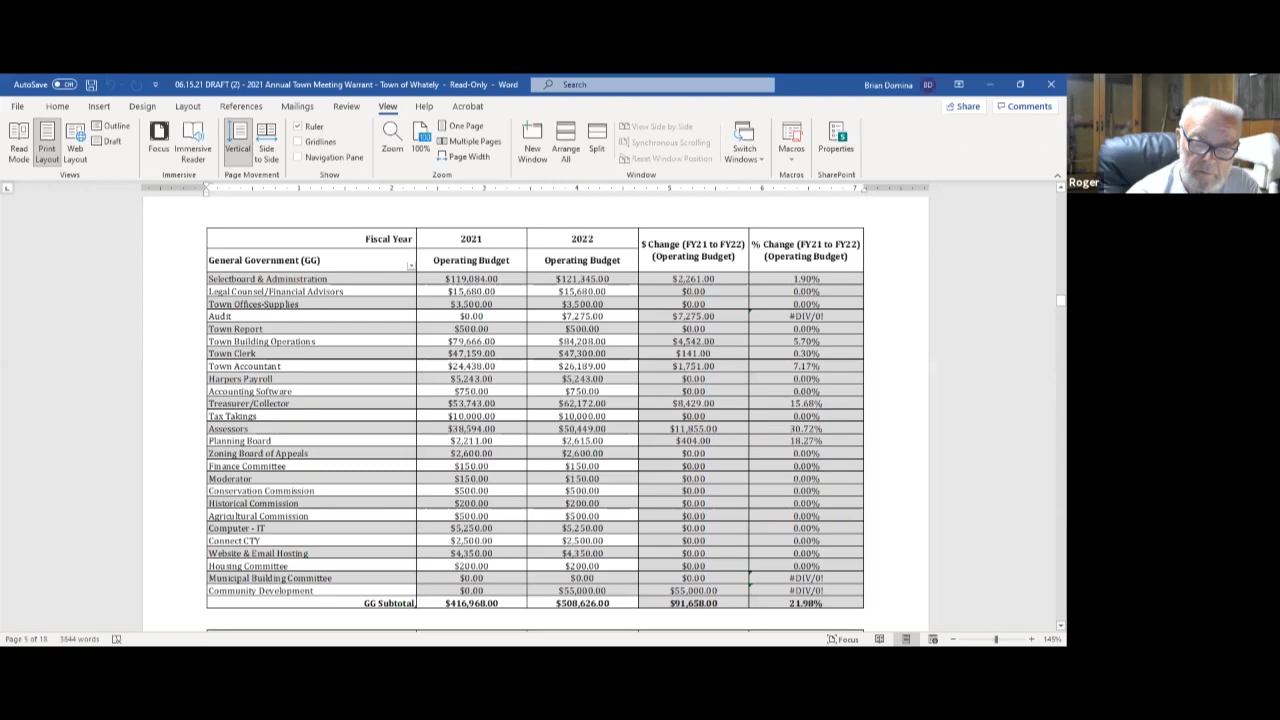 AutoSave Off 06.15.21 DRAFT (2) - 2021 Annual Town Meeting Warrant - Town of Whately - Read-Only - Word Search Brian Domina BD
File Home Insert Design Layout References Mailings Review View Help Acrobat Share Comments
Read Mode Print Layout Web Layout Outline Draft Focus Immersive Reader Vertical Side to Side Ruler Gridlines Navigation Pane Zoom 100% One Page Multiple Pages Page Width New Window Arrange All Split View Side by Side Synchronous Scrolling Reset Window Position Switch Windows Macros Properties
Views Immersive Page Movement Show Zoom Window Macros SharePoint
Roger
1 2 3 4 5 6 7
Fiscal Year 2021 2022 $ Change (FY21 to FY22) (Operating Budget) % Change (FY21 to FY22) (Operating Budget)
General Government (GG) Operating Budget Operating Budget
Selectboard & Administration $119,084.00 $121,345.00 $2,261.00 1.90%
Legal Counsel/Financial Advisors $15,680.00 $15,680.00 $0.00 0.00%
Town Offices-Supplies $3,500.00 $3,500.00 $0.00 0.00%
Audit $0.00 $7,275.00 $7,275.00 #DIV/0!
Town Report $500.00 $500.00 $0.00 0.00%
Town Building Operations $79,666.00 $84,208.00 $4,542.00 5.70%
Town Clerk $47,159.00 $47,300.00 $141.00 0.30%
Town Accountant $24,438.00 $26,189.00 $1,751.00 7.17%
Harpers Payroll $5,243.00 $5,243.00 $0.00 0.00%
Accounting Software $750.00 $750.00 $0.00 0.00%
Treasurer/Collector $53,743.00 $62,172.00 $8,429.00 15.68%
Tax Takings $10,000.00 $10,000.00 $0.00 0.00%
Assessors $38,594.00 $50,449.00 $11,855.00 30.72%
Planning Board $2,211.00 $2,615.00 $404.00 18.27%
Zoning Board of Appeals $2,600.00 $2,600.00 $0.00 0.00%
Finance Committee $150.00 $150.00 $0.00 0.00%
Moderator $150.00 $150.00 $0.00 0.00%
Conservation Commission $500.00 $500.00 $0.00 0.00%
Historical Commission $200.00 $200.00 $0.00 0.00%
Agricultural Commission $500.00 $500.00 $0.00 0.00%
Computer - IT $5,250.00 $5,250.00 $0.00 0.00%
Connect CTY $2,500.00 $2,500.00 $0.00 0.00%
Website & Email Hosting $4,350.00 $4,350.00 $0.00 0.00%
Housing Committee $200.00 $200.00 $0.00 0.00%
Municipal Building Committee $0.00 $0.00 $0.00 #DIV/0!
Community Development $0.00 $55,000.00 $55,000.00 #DIV/0!
GG Subtotal $416,968.00 $508,626.00 $91,658.00 21.98%
Page 5 of 18 3844 words Focus 145%